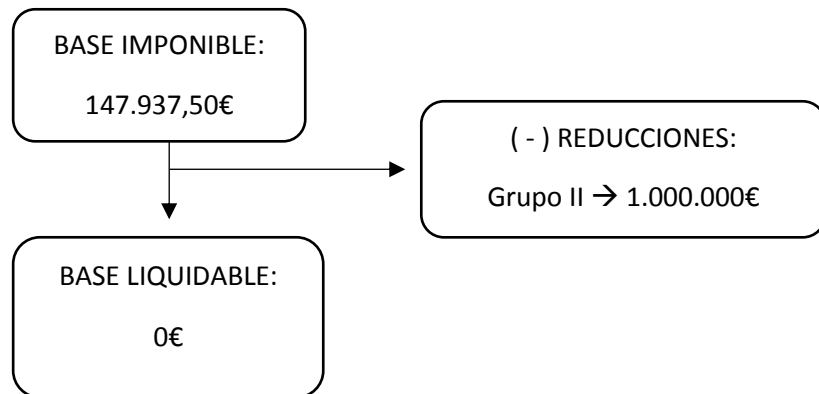 BASE IMPONIBLE:
147.937,50€
( - ) REDUCCIONES:
Grupo II → 1.000.000€
BASE LIQUIDABLE:
0€